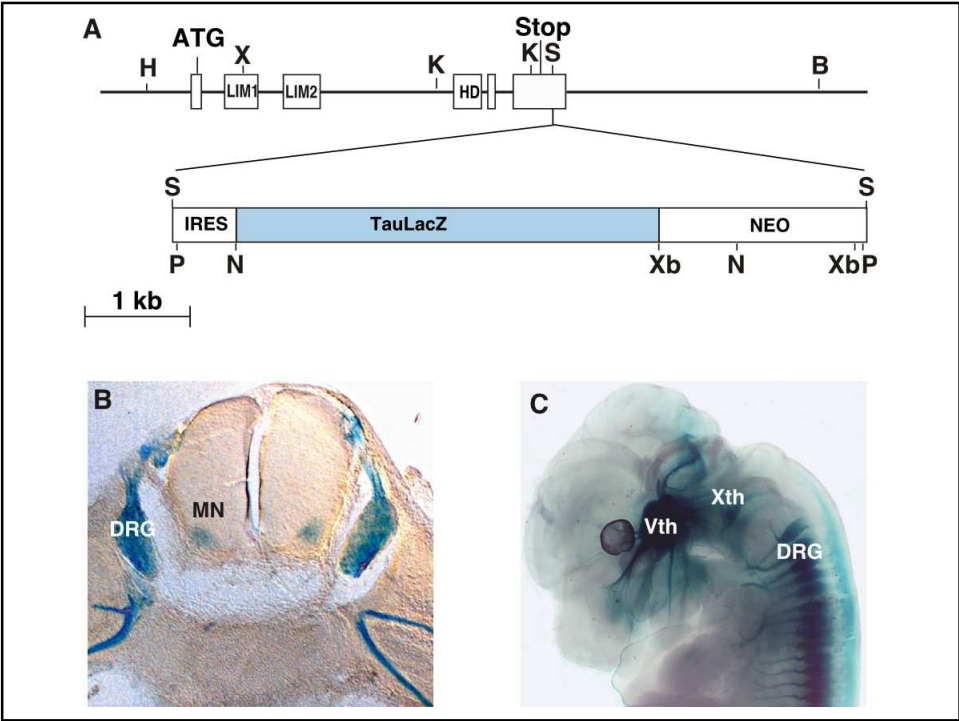 A
ATG
Stop
H X K K S B
LIM1 LIM2 HD
S S
IRES TauLacZ NEO
P N Xb N Xb P
1 kb
B C
MN
DRG
Xth
Vth
DRG